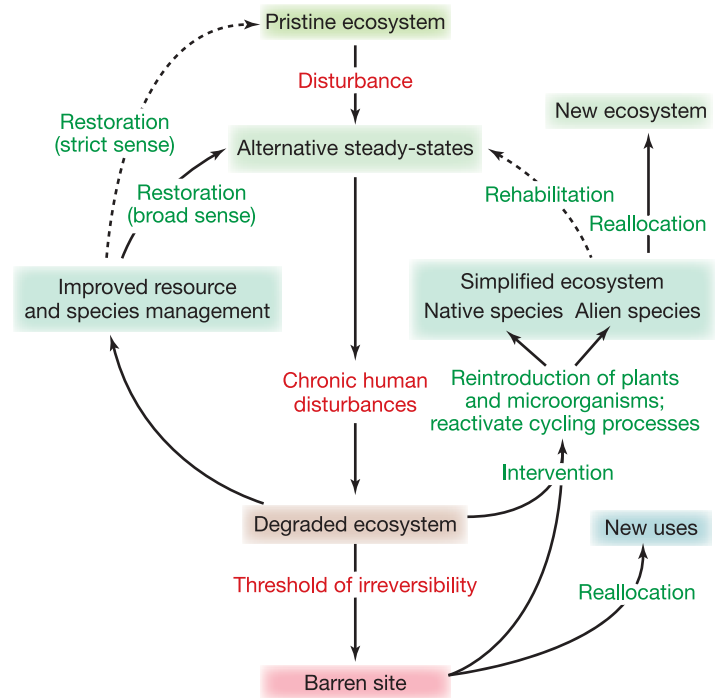 Pristine ecosystem
Disturbance
New ecosystem
Restoration
(strict sense)
Alternative steady-states
Restoration
(broad sense)
Rehabilitation
Reallocation
Improved resource
and species management
Simplified ecosystem
Native species Alien species
Chronic human
disturbances
Reintroduction of plants
and microorganisms;
reactivate cycling processes
Intervention
Degraded ecosystem
New uses
Threshold of irreversibility
Reallocation
Barren site